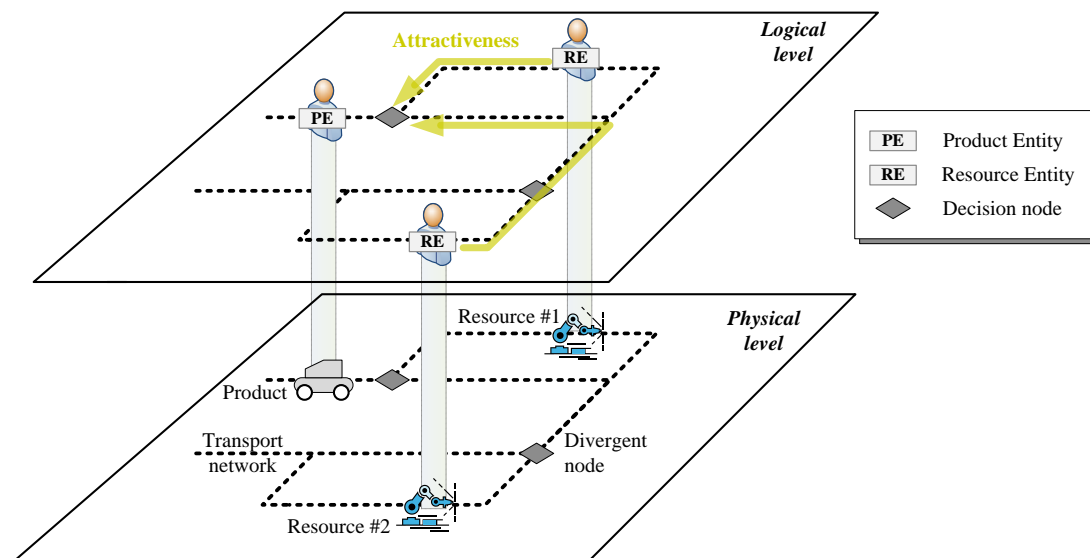 Logical
level
Attractiveness
RE
PE
RE
PE Product Entity
RE Resource Entity
Decision node
Resource #1
Physical
level
Product
Transport
network
Divergent
node
Resource #2